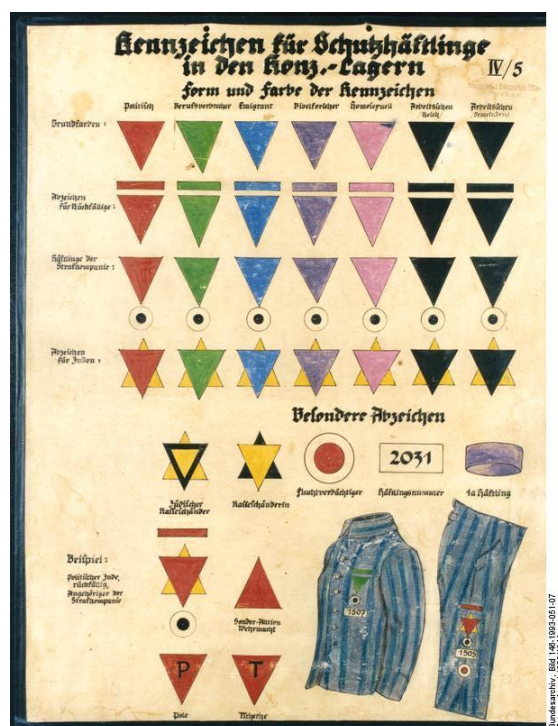 Kennzeichen für Schutzhäftlinge
in den Konz.-Lagern
IV/5
Form und Farbe der Kennzeichen
Politisch Berufsverbrecher Emigrant Bibelforscher Homosexuell Arbeitsscheu Reich Arbeitsscheu
Grundfarben:
Abzeichen
für Rückfällige:
Häftlinge der
Strafkompanie:
Abzeichen
für Juden:
Besondere Abzeichen
2031
Jüdischer
Rasseschänder
Rasseschänderin
Fluchtverdächtiger
Häftlingsnummer
1a Häftling
Beispiel:
Politischer Jude,
rückfällig,
Angehöriger der
Strafkompanie
Sonder-Aktion
Wehrmacht
1507
1505
P
T
Pole
Tscheche
Bild 146-1993-051-07